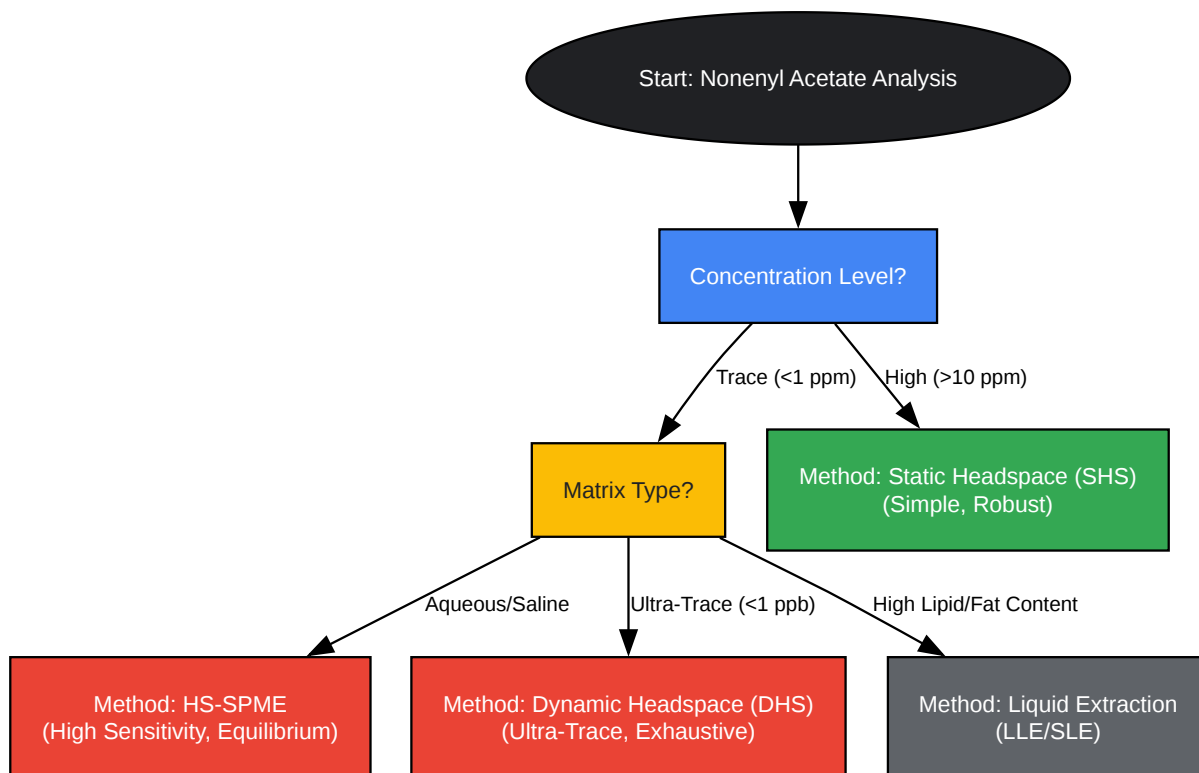 Start: Nonenyl Acetate Analysis
Concentration Level?
Trace (<1 ppm)
High (>10 ppm)
Matrix Type?
Method: Static Headspace (SHS)
(Simple, Robust)
Aqueous/Saline
Ultra-Trace (<1 ppb)
High Lipid/Fat Content
Method: HS-SPME
(High Sensitivity, Equilibrium)
Method: Dynamic Headspace (DHS)
(Ultra-Trace, Exhaustive)
Method: Liquid Extraction
(LLE/SLE)